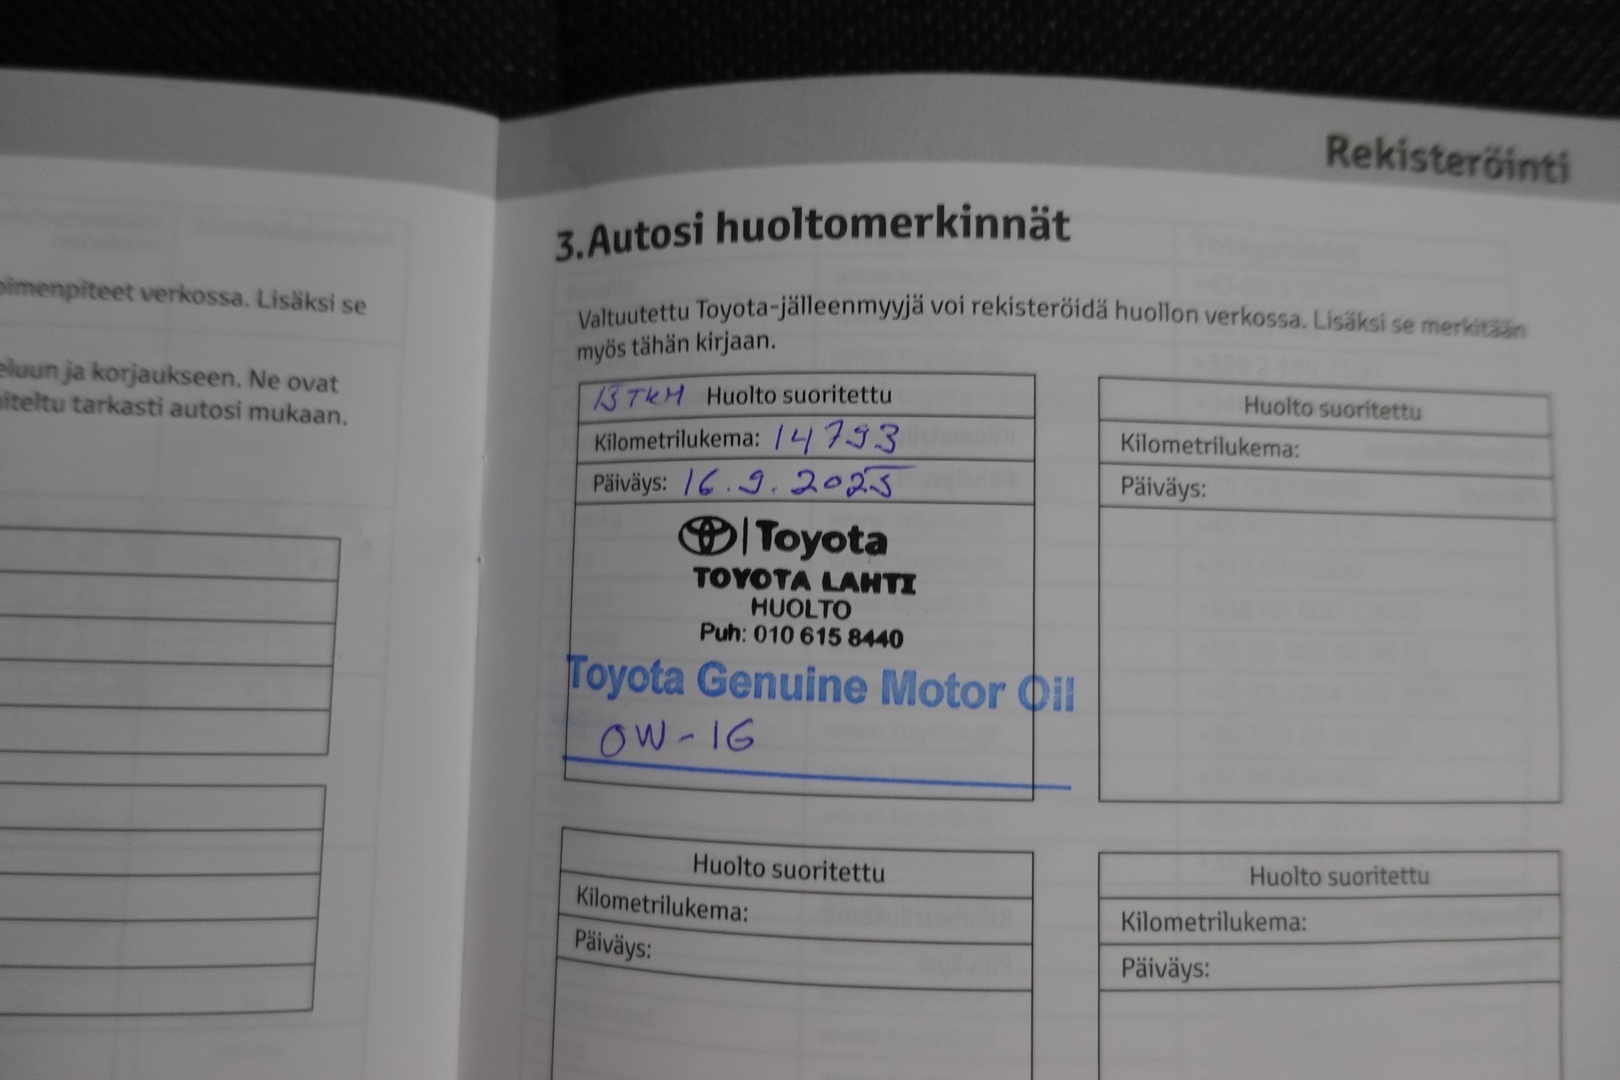 Rekisteröinti
3. Autosi huoltomerkinnät
Valtuutettu Toyota-jälleenmyyjä voi rekisteröidä huollon verkossa. Lisäksi se merkitään
myös tähän kirjaan.
verkossa. Lisäksi se
ja korjaukseen. Ne ovat
tarkasti autosi mukaan.
15TKM Huolto suoritettu
Kilometrilukema: 14793
Päiväys: 16.9.2025
Toyota
TOYOTA LAHTI
HUOLTO
Puh: 010 615 8440
Toyota Genuine Motor Oil
0W-16
Huolto suoritettu
Kilometrilukema:
Päiväys:
Huolto suoritettu
Kilometrilukema:
Päiväys:
Huolto suoritettu
Kilometrilukema:
Päiväys: